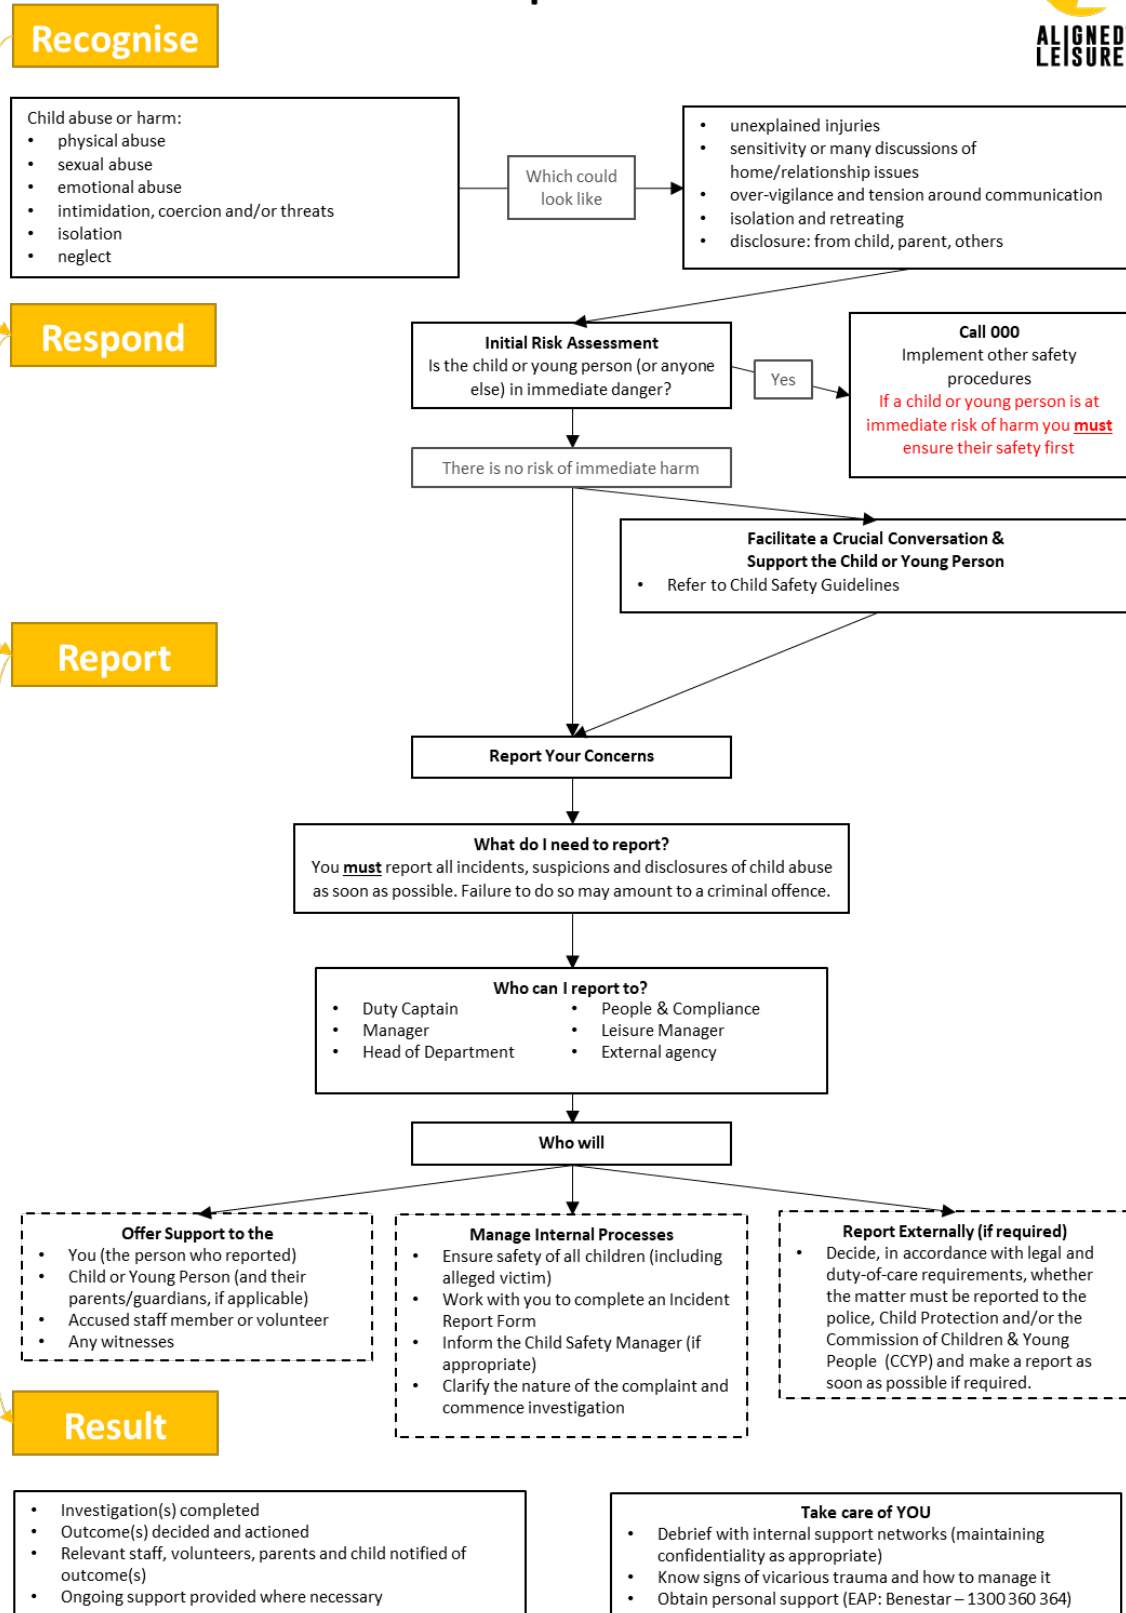 Recognise
ALIGNED
LEISURE
Child abuse or harm:
• physical abuse
• sexual abuse
• emotional abuse
• intimidation, coercion and/or threats
• isolation
• neglect
Which could
look like
• unexplained injuries
• sensitivity or many discussions of
home/relationship issues
• over-vigilance and tension around communication
• isolation and retreating
• disclosure: from child, parent, others
Respond
Initial Risk Assessment
Is the child or young person (or anyone
else) in immediate danger?
Yes
Call 000
Implement other safety
procedures
If a child or young person is at
immediate risk of harm you must
ensure their safety first
There is no risk of immediate harm
Facilitate a Crucial Conversation &
Support the Child or Young Person
• Refer to Child Safety Guidelines
Report
Report Your Concerns
What do I need to report?
You must report all incidents, suspicions and disclosures of child abuse
as soon as possible. Failure to do so may amount to a criminal offence.
Who can I report to?
• Duty Captain
• Manager
• Head of Department
• People & Compliance
• Leisure Manager
• External agency
Who will
Offer Support to the
• You (the person who reported)
• Child or Young Person (and their
parents/guardians, if applicable)
• Accused staff member or volunteer
• Any witnesses
Manage Internal Processes
• Ensure safety of all children (including
alleged victim)
• Work with you to complete an Incident
Report Form
• Inform the Child Safety Manager (if
appropriate)
• Clarify the nature of the complaint and
commence investigation
Report Externally (if required)
• Decide, in accordance with legal and
duty-of-care requirements, whether
the matter must be reported to the
police, Child Protection and/or the
Commission of Children & Young
People (CCYP) and make a report as
soon as possible if required.
Result
• Investigation(s) completed
• Outcome(s) decided and actioned
• Relevant staff, volunteers, parents and child notified of
outcome(s)
• Ongoing support provided where necessary
Take care of YOU
• Debrief with internal support networks (maintaining
confidentiality as appropriate)
• Know signs of vicarious trauma and how to manage it
• Obtain personal support (EAP: Benestar – 1300 360 364)